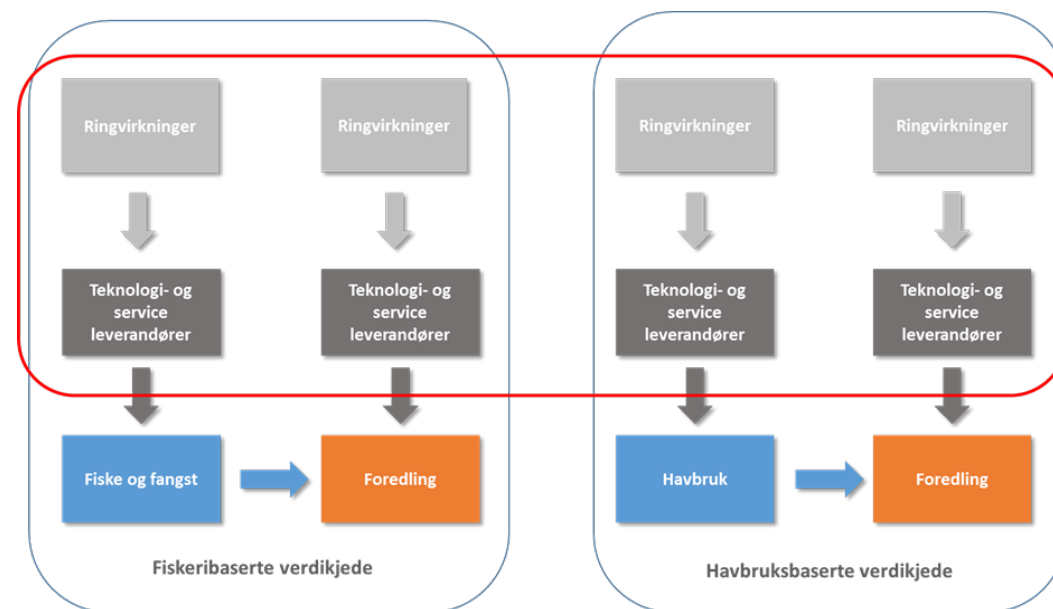 Ringvirkninger
Ringvirkninger
Ringvirkninger
Ringvirkninger
Teknologi- og
service
leverandører
Teknologi- og
service
leverandører
Teknologi- og
service
leverandører
Teknologi- og
service
leverandører
Fiske og fangst
Foredling
Havbruk
Foredling
Fiskeribaserte verdikjede
Havbruksbaserte verdikjede